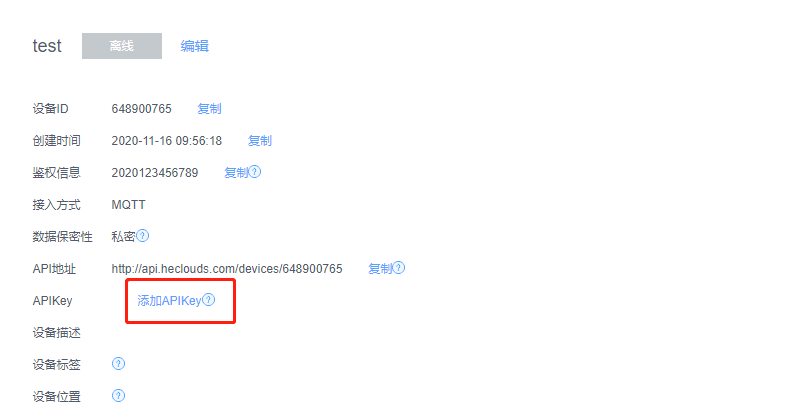 test 离线 编辑
设备ID 648900765 复制
创建时间 2020-11-16 09:56:18 复制
鉴权信息 2020123456789 复制?
接入方式 MQTT
数据保密性 私密?
API地址 http://api.heclouds.com/devices/648900765 复制?
APIKey 添加APIKey?
设备描述
设备标签 ?
设备位置 ?